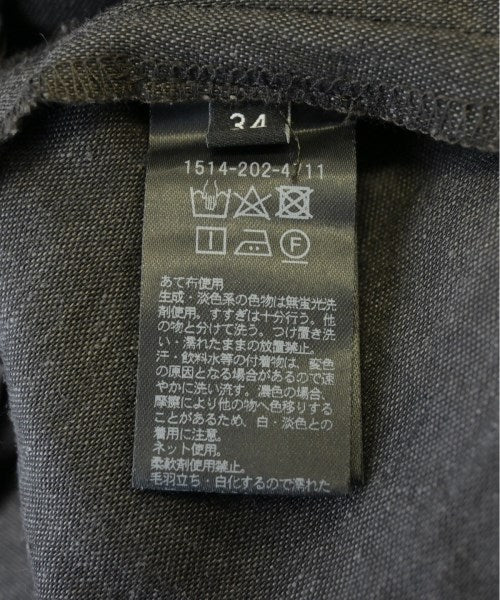 34
1514-202-4711
F
あて布使用
生成・淡色系の色物は無蛍光洗
剤使用。すすぎは十分行う。他
の物と分けて洗う。つけ置き洗
い・濡れたままの放置禁止。
汗・飲料水等の付着物は、変色
の原因となる場合があるので速
やかに洗い流す。濃色の場合、
摩擦により他の物へ色移りする
ことがあるため、白・淡色との
着用に注意。
ネット使用。
柔軟剤使用禁止。
毛羽立ち・白化するので濡れた